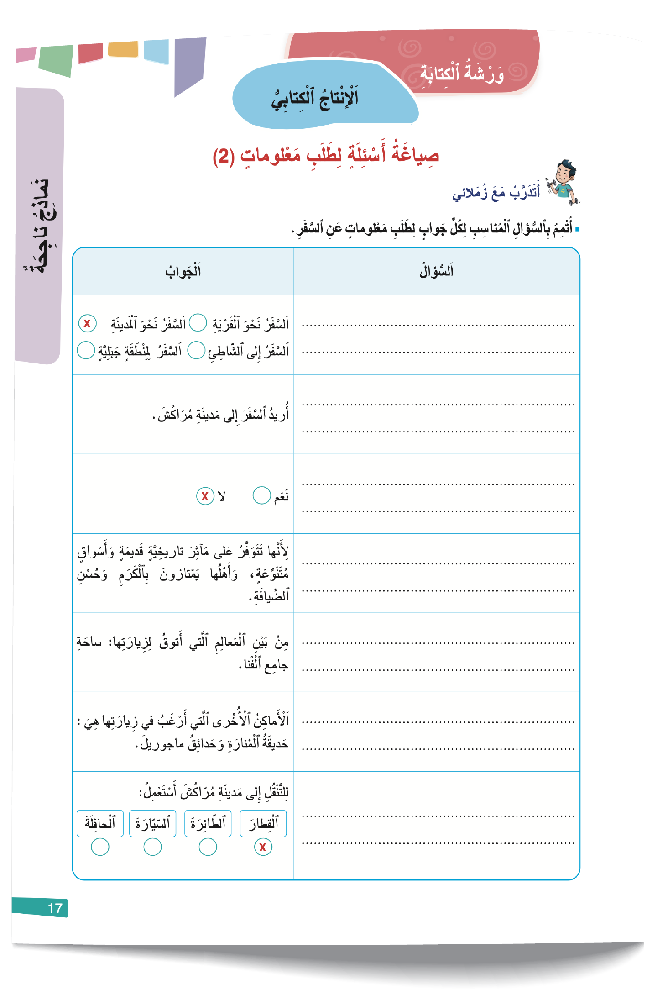 وَرْشَةُ ٱلْكِتابَةِ
اَلْإِنْتاجُ ٱلْكِتابِيُّ
صِياغَةُ أَسْئِلَةٍ لِطَلَبِ مَعْلوماتٍ (2)
أَتَدَرَّبُ مَعَ زُمَلائي
▪ أُتْمِمُ بِٱلسُّؤالِ ٱلْمُناسِبِ لِكُلِّ جَوابٍ لِطَلَبِ مَعْلوماتٍ عَنِ ٱلسَّفَرِ.
اَلسُّؤالُ اَلْجَوابُ
اَلسَّفَرُ نَحْوَ ٱلْقَرْيَةِ اَلسَّفَرُ نَحْوَ ٱلْمَدينَةِ X
اَلسَّفَرُ إِلى ٱلشّاطِئِ اَلسَّفَرُ لِمِنْطَقَةٍ جَبَلِيَّةٍ
أُريدُ ٱلسَّفَرَ إِلى مَدينَةِ مُرّاكُشَ.
نَعَم لا X
لِأَنَّها تَتَوَفَّرُ عَلى مَآثِرَ تاريخِيَّةٍ قَديمَةٍ وَأَسْواقٍ
مُتَنَوِّعَةٍ، وَأَهْلُها يَمْتازونَ بِٱلْكَرَمِ وَحُسْنِ
ٱلضِّيافَةِ.
مِنْ بَيْنِ ٱلْمَعالِمِ ٱلَّتي أَتوقُ لِزِيارَتِها: ساحَةِ
جامِعِ ٱلْفْنا.
اَلْأَماكِنُ ٱلْأُخْرى ٱلَّتي أَرْغَبُ في زِيارَتِها هِيَ :
حَديقَةُ ٱلْمْنارَةِ وَحَدائِقُ ماجوريلَ.
لِلتَّنَقُلِ إِلى مَدينَةِ مُرّاكُشَ أَسْتَعْمِلُ:
ٱلْقِطارَ ٱلطّائِرَةَ ٱلسّيّارَةَ ٱلْحافِلَةَ
X
نَماذِجُ ناجِحَةٌ
17